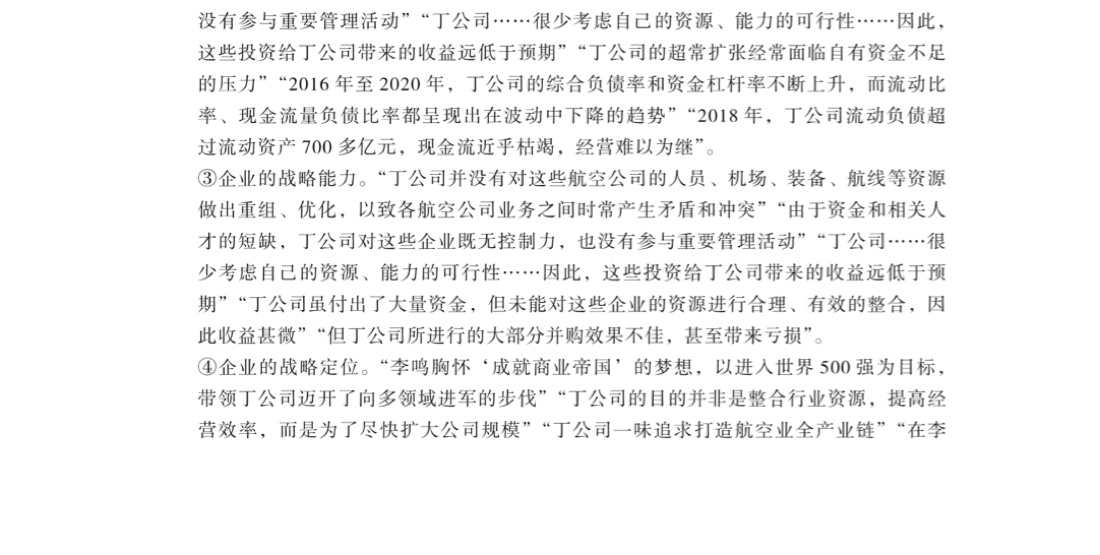 没有参与重要管理活动”“丁公司……很少考虑自己的资源、能力的可行性……因此，
这些投资给丁公司带来的收益远低于预期”“丁公司的超常扩张经常面临自有资金不足
的压力”“2016 年至 2020 年，丁公司的综合负债率和资金杠杆率不断上升，而流动比
率、现金流量负债比率都呈现出在波动中下降的趋势”“2018 年，丁公司流动负债超
过流动资产 700 多亿元，现金流近乎枯竭，经营难以为继”。
③企业的战略能力。“丁公司并没有对这些航空公司的人员、机场、装备、航线等资源
做出重组、优化，以致各航空公司业务之间时常产生矛盾和冲突”“由于资金和相关人
才的短缺，丁公司对这些企业既无控制力，也没有参与重要管理活动”“丁公司……很
少考虑自己的资源、能力的可行性……因此，这些投资给丁公司带来的收益远低于预
期”“丁公司虽付出了大量资金，但未能对这些企业的资源进行合理、有效的整合，因
此收益甚微”“但丁公司所进行的大部分并购效果不佳，甚至带来亏损”。
④企业的战略定位。“李鸣胸怀‘成就商业帝国’的梦想，以进入世界 500 强为目标，
带领丁公司迈开了向多领域进军的步伐”“丁公司的目的并非是整合行业资源，提高经
营效率，而是为了尽快扩大公司规模”“丁公司一味追求打造航空业全产业链”“在李